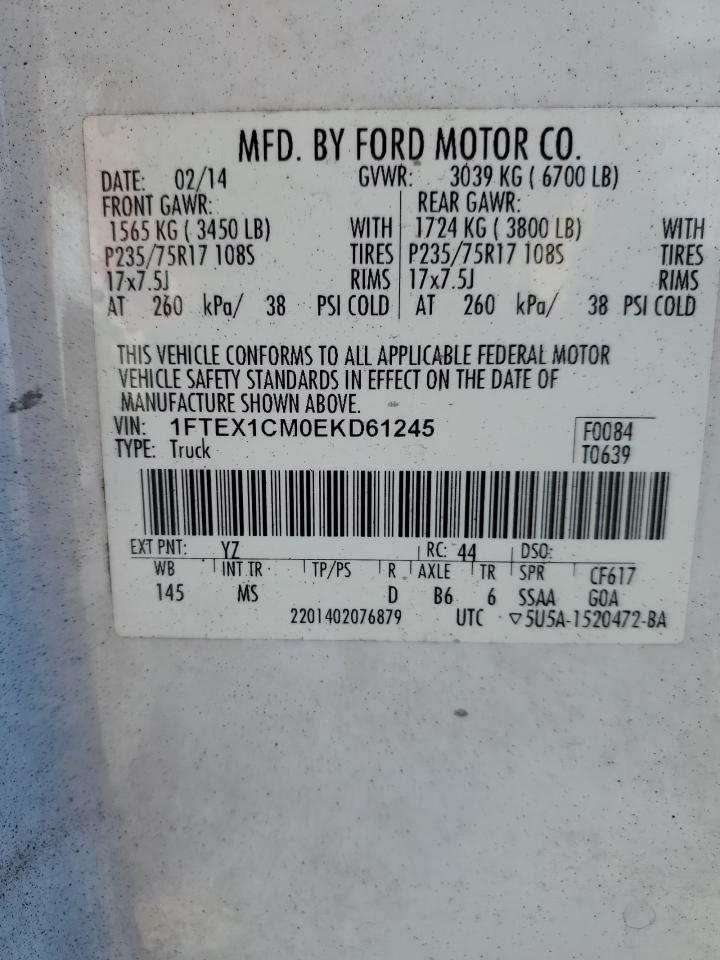 MFD. BY FORD MOTOR CO.
DATE: 02/14 GVWR: 3039 KG ( 6700 LB)
FRONT GAWR: REAR GAWR:
1565 KG ( 3450 LB) WITH 1724 KG ( 3800 LB) WITH
P235/75R17 108S TIRES P235/75R17 108S TIRES
17x7.5J RIMS 17x7.5J RIMS
AT 260 kPa/ 38 PSI COLD AT 260 kPa/ 38 PSI COLD
THIS VEHICLE CONFORMS TO ALL APPLICABLE FEDERAL MOTOR
VEHICLE SAFETY STANDARDS IN EFFECT ON THE DATE OF
MANUFACTURE SHOWN ABOVE.
VIN: 1FTEX1CM0EKD61245 F0084
TYPE: Truck T0639
EXT PNT: YZ RC: 44 DSO:
WB INT TR TP/PS R AXLE TR SPR CF617
145 MS D B6 6 SSAA GOA
2201402076879 UTC ▽5U5A-1520472-BA